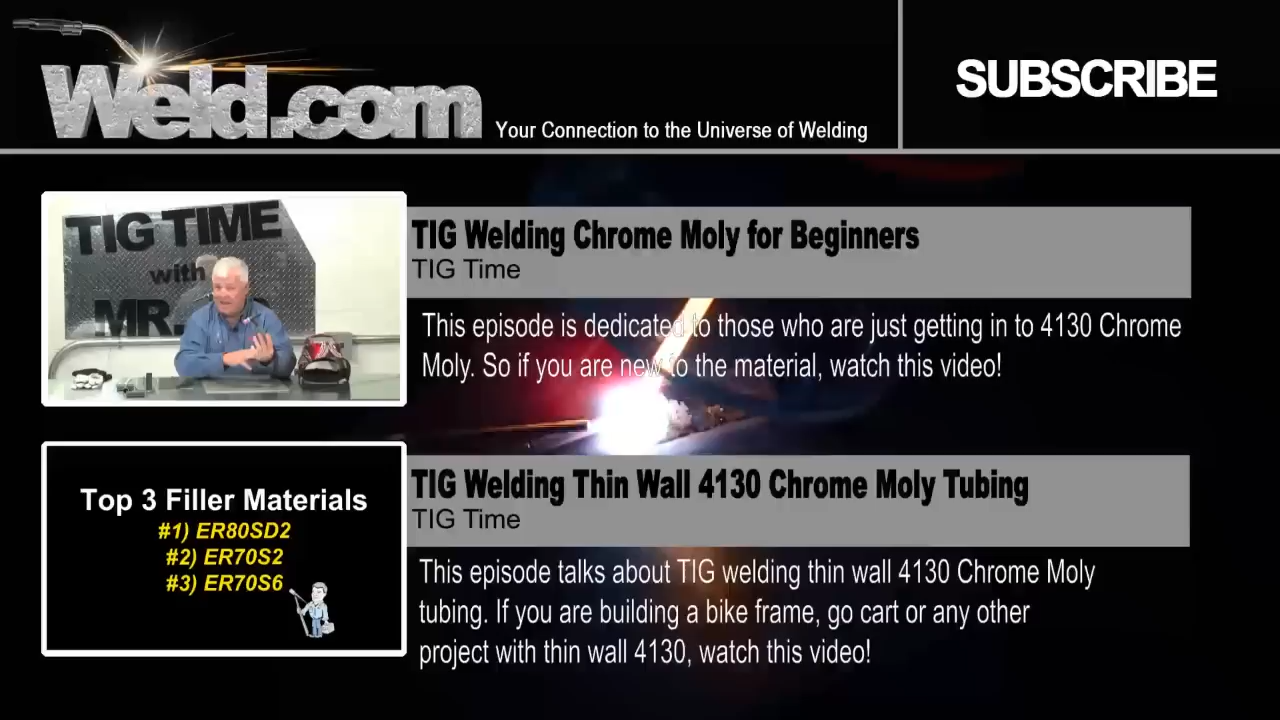 Weld.com
Your Connection to the Universe of Welding
SUBSCRIBE
TIG TIME
with
MR.
TIG Welding Chrome Moly for Beginners
TIG Time
This episode is dedicated to those who are just getting in to 4130 Chrome
Moly. So if you are new to the material, watch this video!
Top 3 Filler Materials
#1) ER80SD2
#2) ER70S2
#3) ER70S6
TIG Welding Thin Wall 4130 Chrome Moly Tubing
TIG Time
This episode talks about TIG welding thin wall 4130 Chrome Moly
tubing. If you are building a bike frame, go cart or any other
project with thin wall 4130, watch this video!